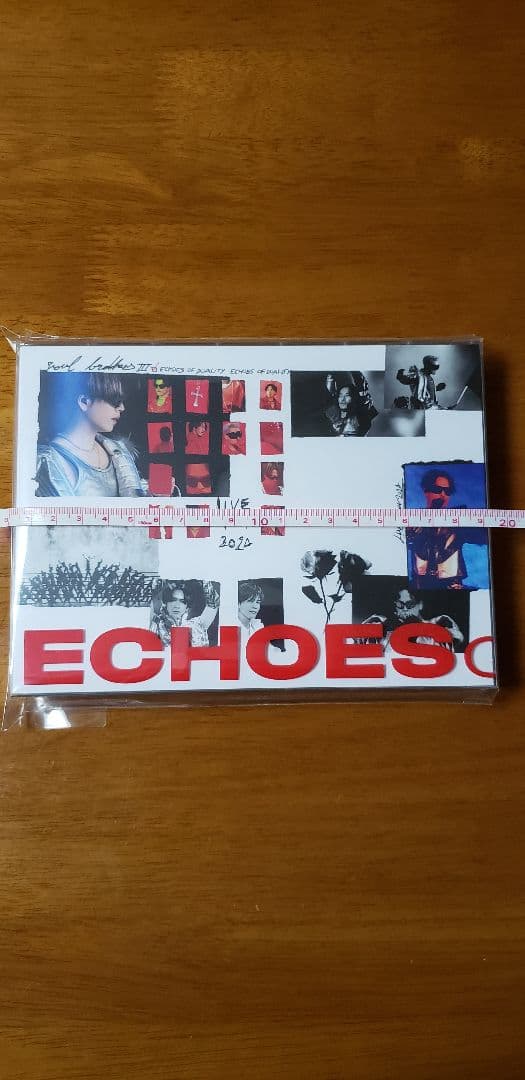 soul brothers III
ECHOES OF DUALITY ECHOES OF DUALITY
LIVE
2 3 4 5 6 7 8 9 10 1 2 3 4 5 6 7 8 9 20
2024
ECHOES